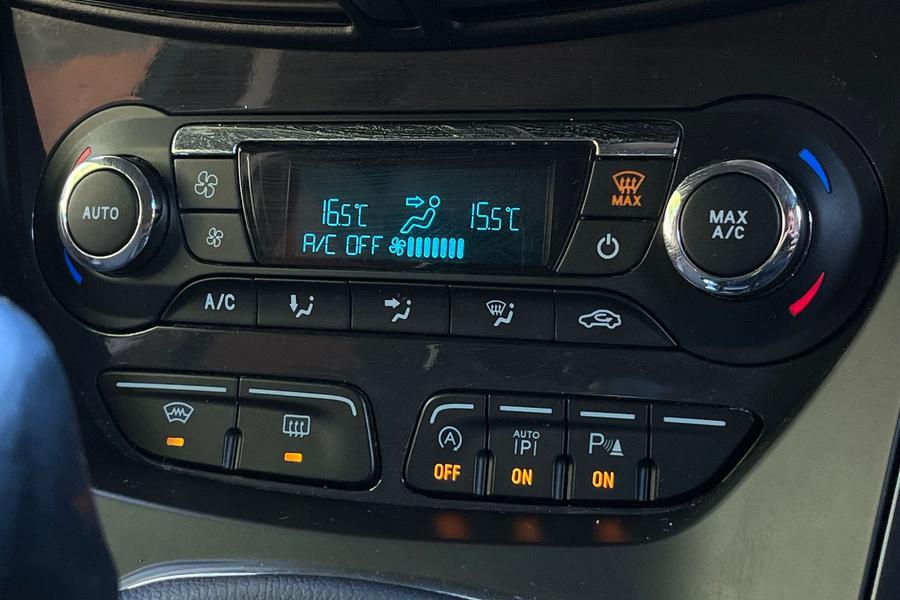 AUTO
16.5°C
15.5°C
A/C OFF
MAX
MAX
A/C
A/C
A
OFF
AUTO
P
ON
P
ON